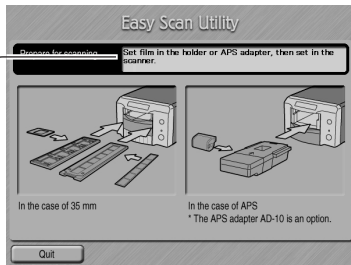 Easy Scan Utility
Prepare for scanning
Set film in the holder or APS adapter, then set in the
scanner.
In the case of 35 mm
In the case of APS
* The APS adapter AD-10 is an option.
Quit